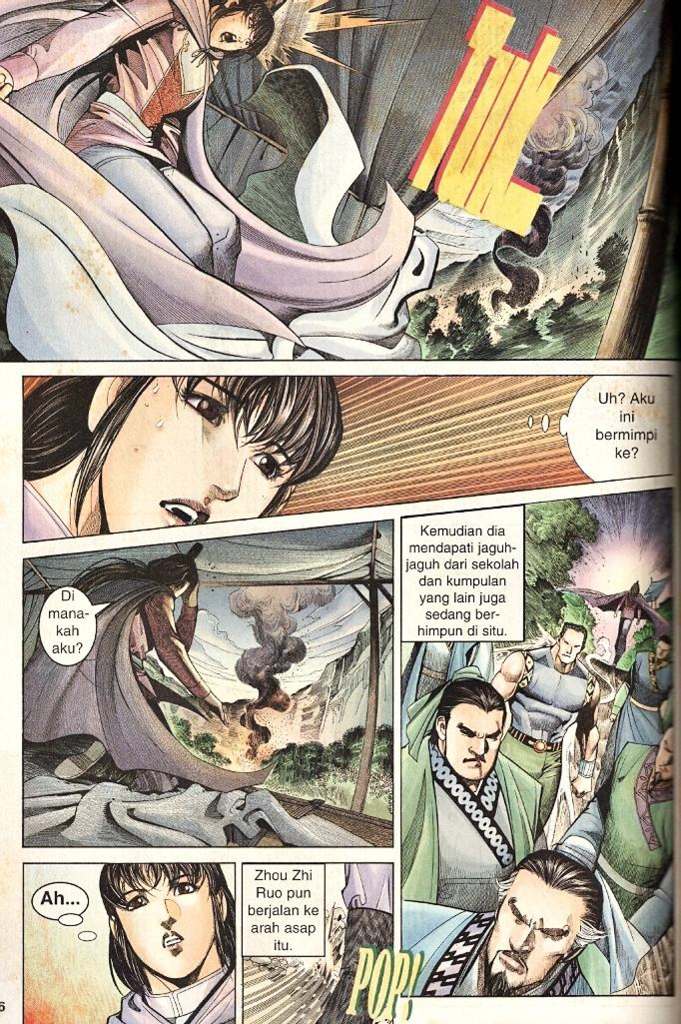 TUK
Uh? Aku
ini
bermimpi
ke?
Di
mana-
kah
aku?
Kemudian dia
mendapati jaguh-
jaguh dari sekolah
dan kumpulan
yang lain juga
sedang ber-
himpun di situ.
Ah...
Zhou Zhi
Ruo pun
berjalan ke
arah asap
itu.
POP!
6